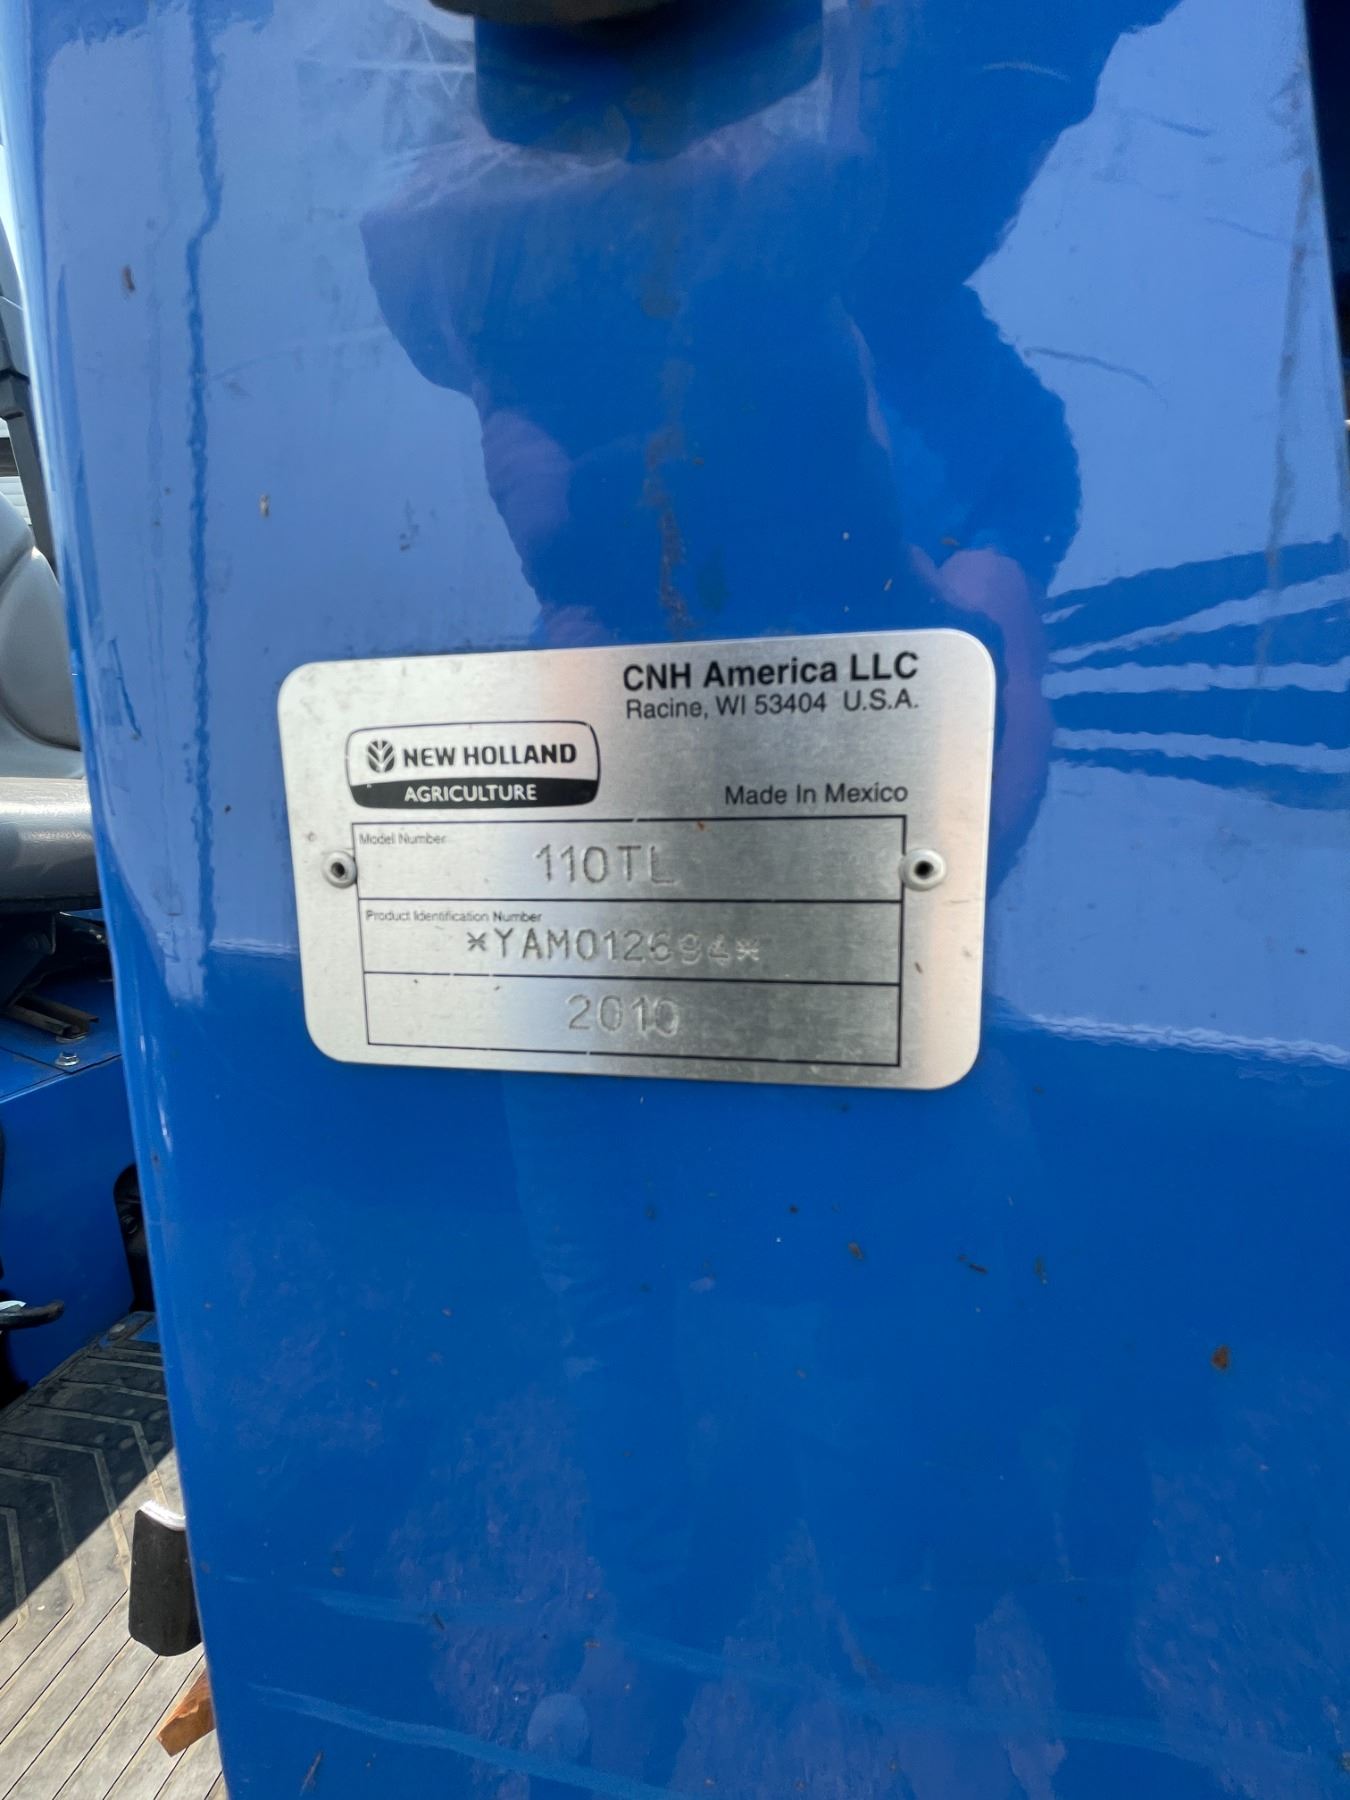 CNH America LLC
Racine, WI 53404 U.S.A.
NEW HOLLAND
AGRICULTURE
Made In Mexico
Model Number
110TL
Product Identification Number
*YAM012694*
2010